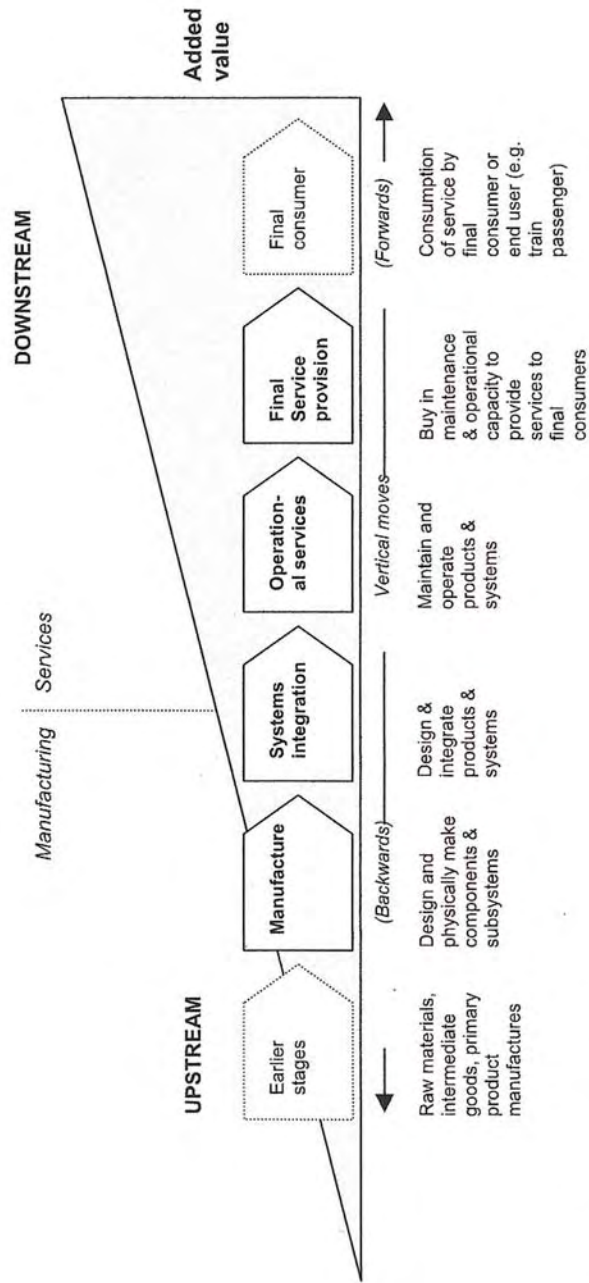 UPSTREAM
DOWNSTREAM
Manufacturing
Services
Added
value
Earlier
stages
Manufacture
Systems
integration
Operation-
al services
Final
Service
provision
Final
consumer
(Backwards)
Vertical moves
(Forwards)
Raw materials,
intermediate
goods, primary
product
manufactures
Design and
physically make
components &
subsystems
Design &
integrate
products &
systems
Maintain and
operate
products &
systems
Buy in
maintenance
& operational
capacity to
provide
services to
final
consumers
Consumption
of service by
final
consumer or
end user (e.g.
train
passenger)